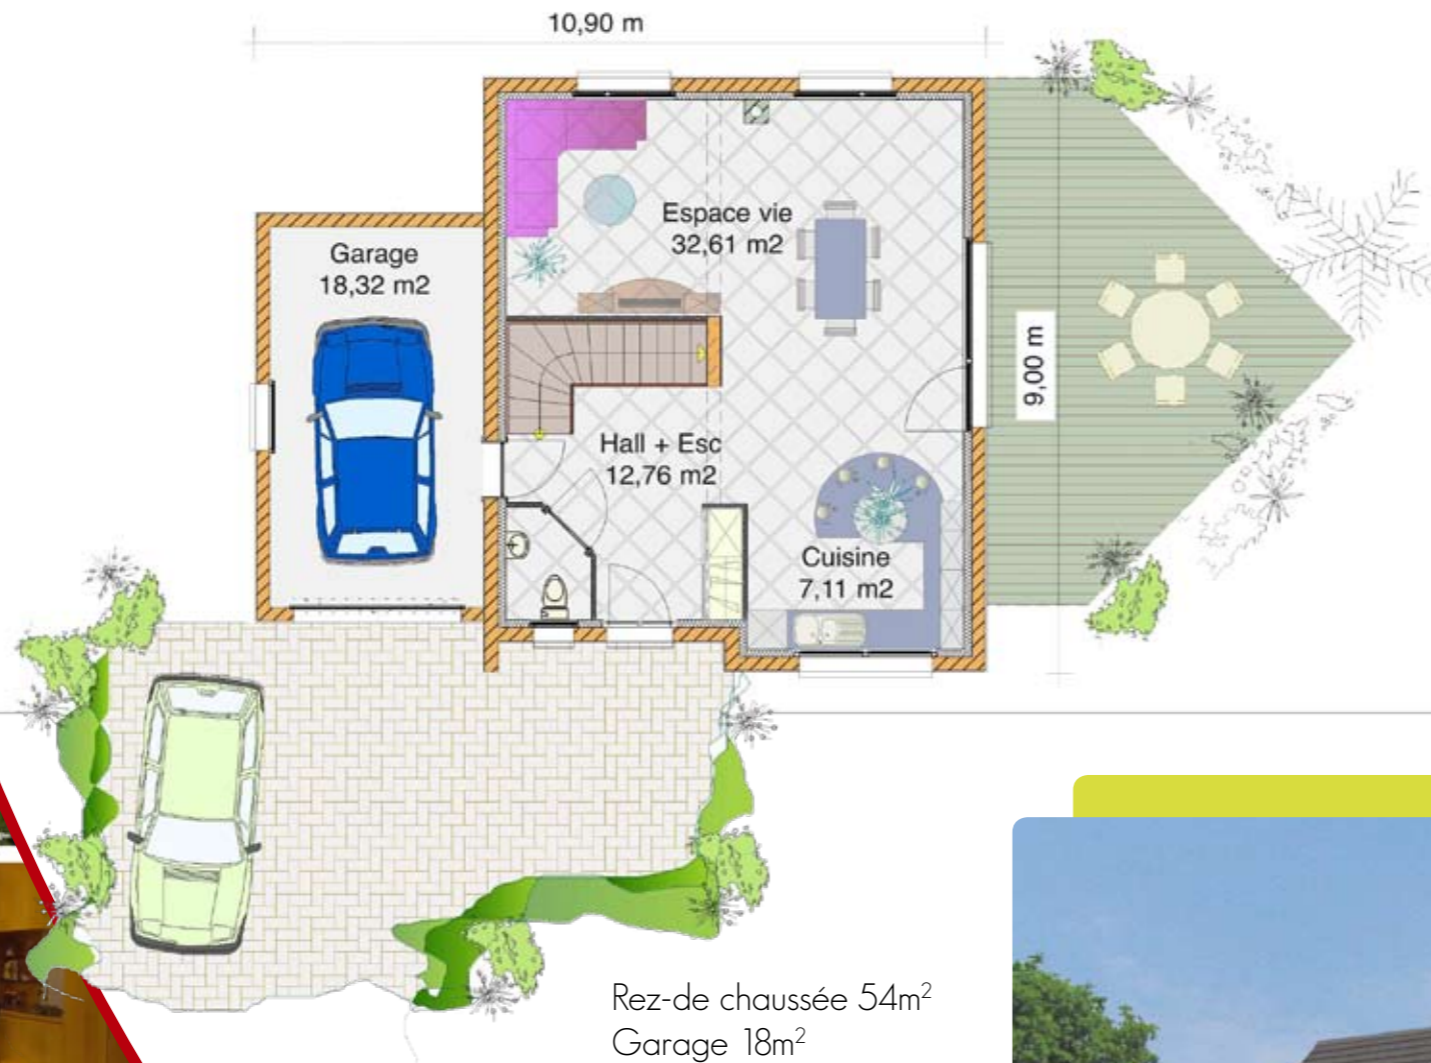 10,90 m
Espace vie
32,61 m2
Garage
18,32 m2
9,00 m
Hall + Esc
12,76 m2
Cuisine
7,11 m2
Rez-de chaussée 54m²
Garage 18m²